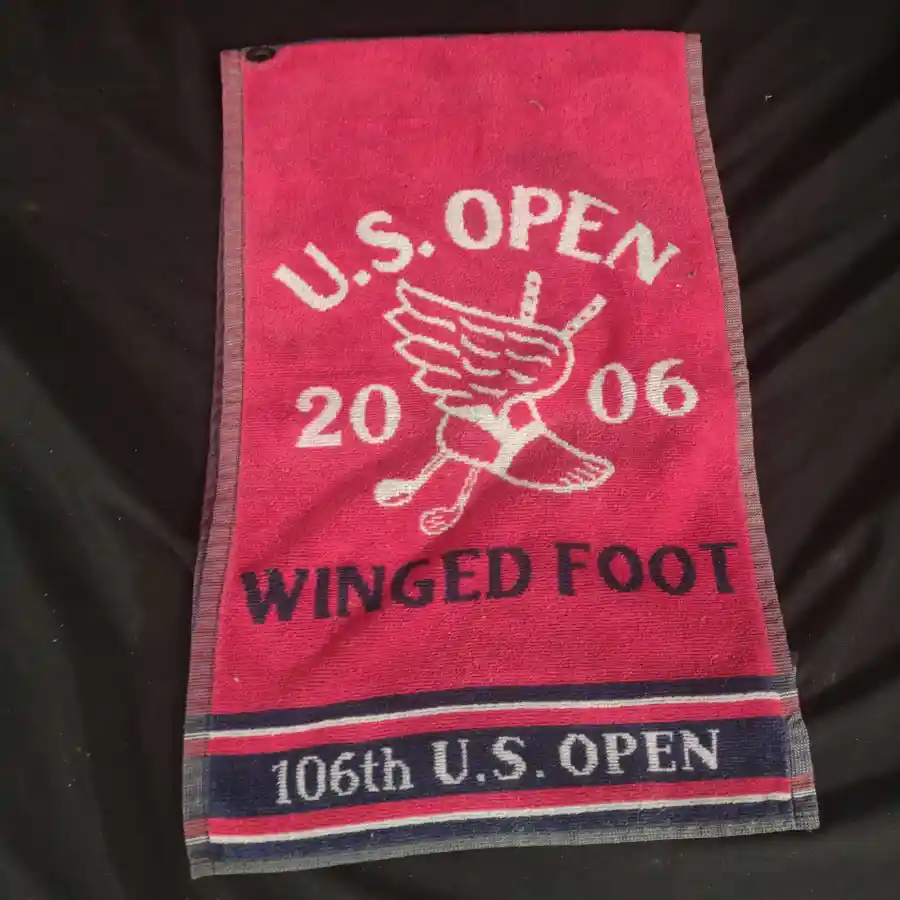 U.S. OPEN
20 06
WINGED FOOT
106th U.S. OPEN